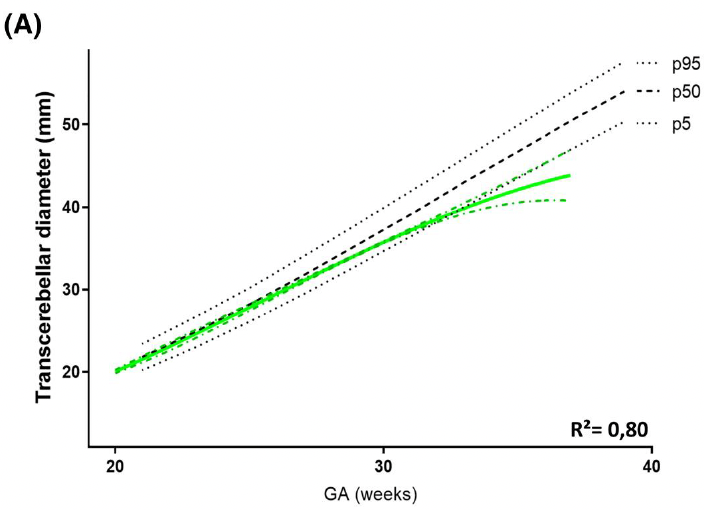 (A)
Transcerebellar diameter (mm)
50
40
30
20
p95
p50
p5
R²= 0,80
20 30 40
GA (weeks)